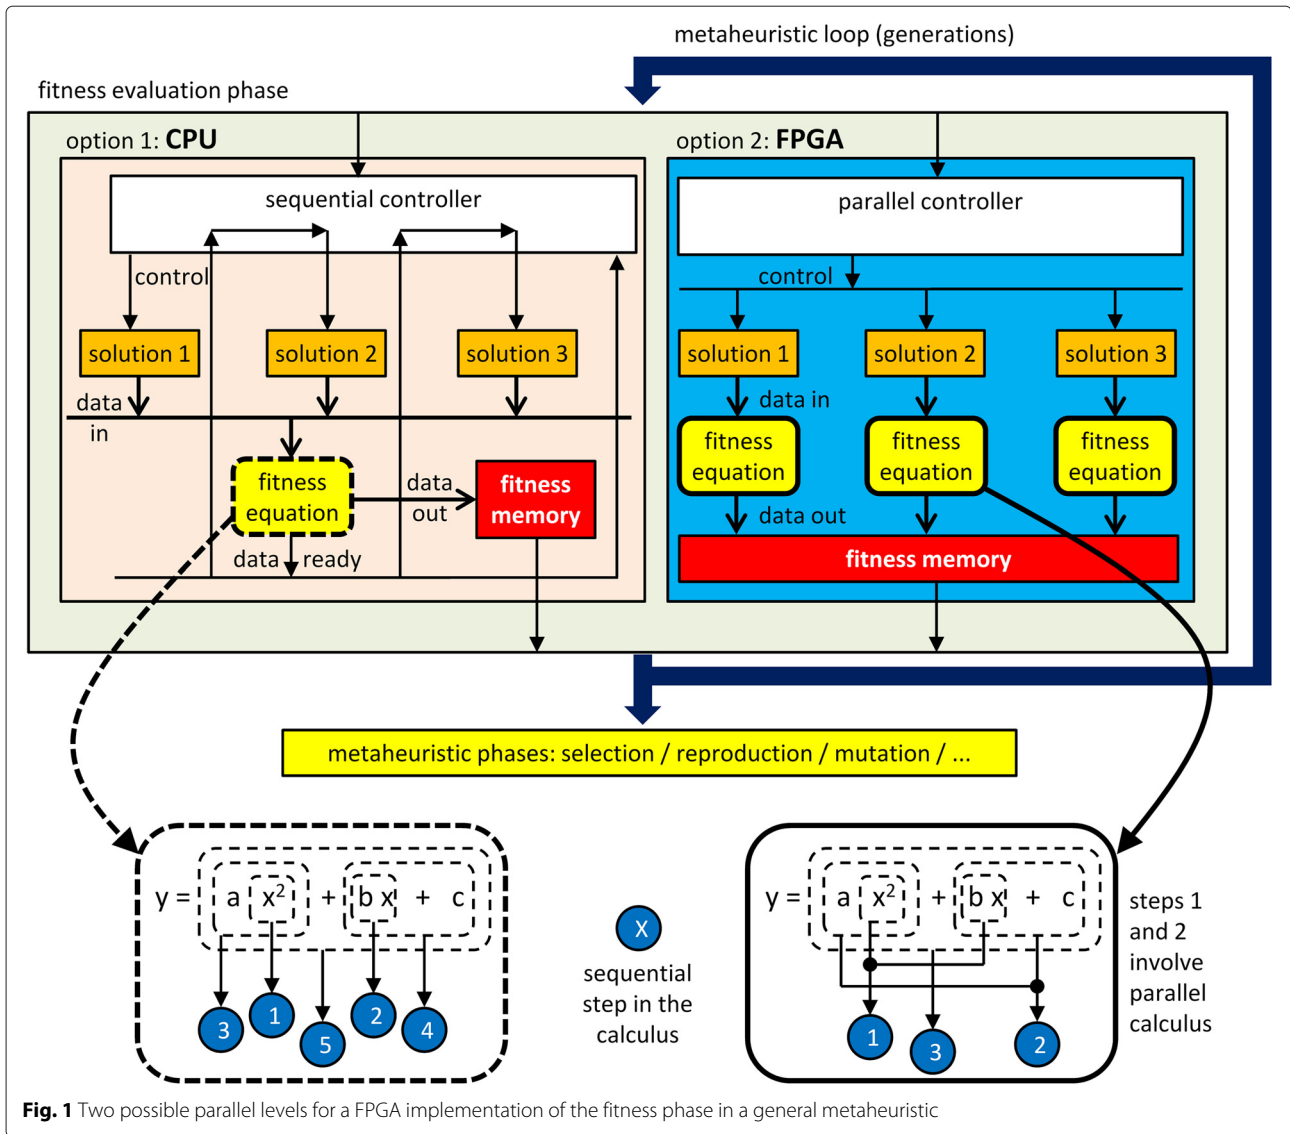 metaheuristic loop (generations)
fitness evaluation phase
option 1: CPU
sequential controller
control
solution 1
solution 2
solution 3
data
in
fitness
equation
data
out
fitness
memory
data ready
option 2: FPGA
parallel controller
control
solution 1
solution 2
solution 3
data in
fitness
equation
fitness
equation
fitness
equation
data out
fitness memory
metaheuristic phases: selection / reproduction / mutation / ...
y = a x² + b x + c
3
1
5
2
4
X
sequential
step in the
calculus
y = a x² + b x + c
1
3
2
steps 1
and 2
involve
parallel
calculus
Fig. 1 Two possible parallel levels for a FPGA implementation of the fitness phase in a general metaheuristic